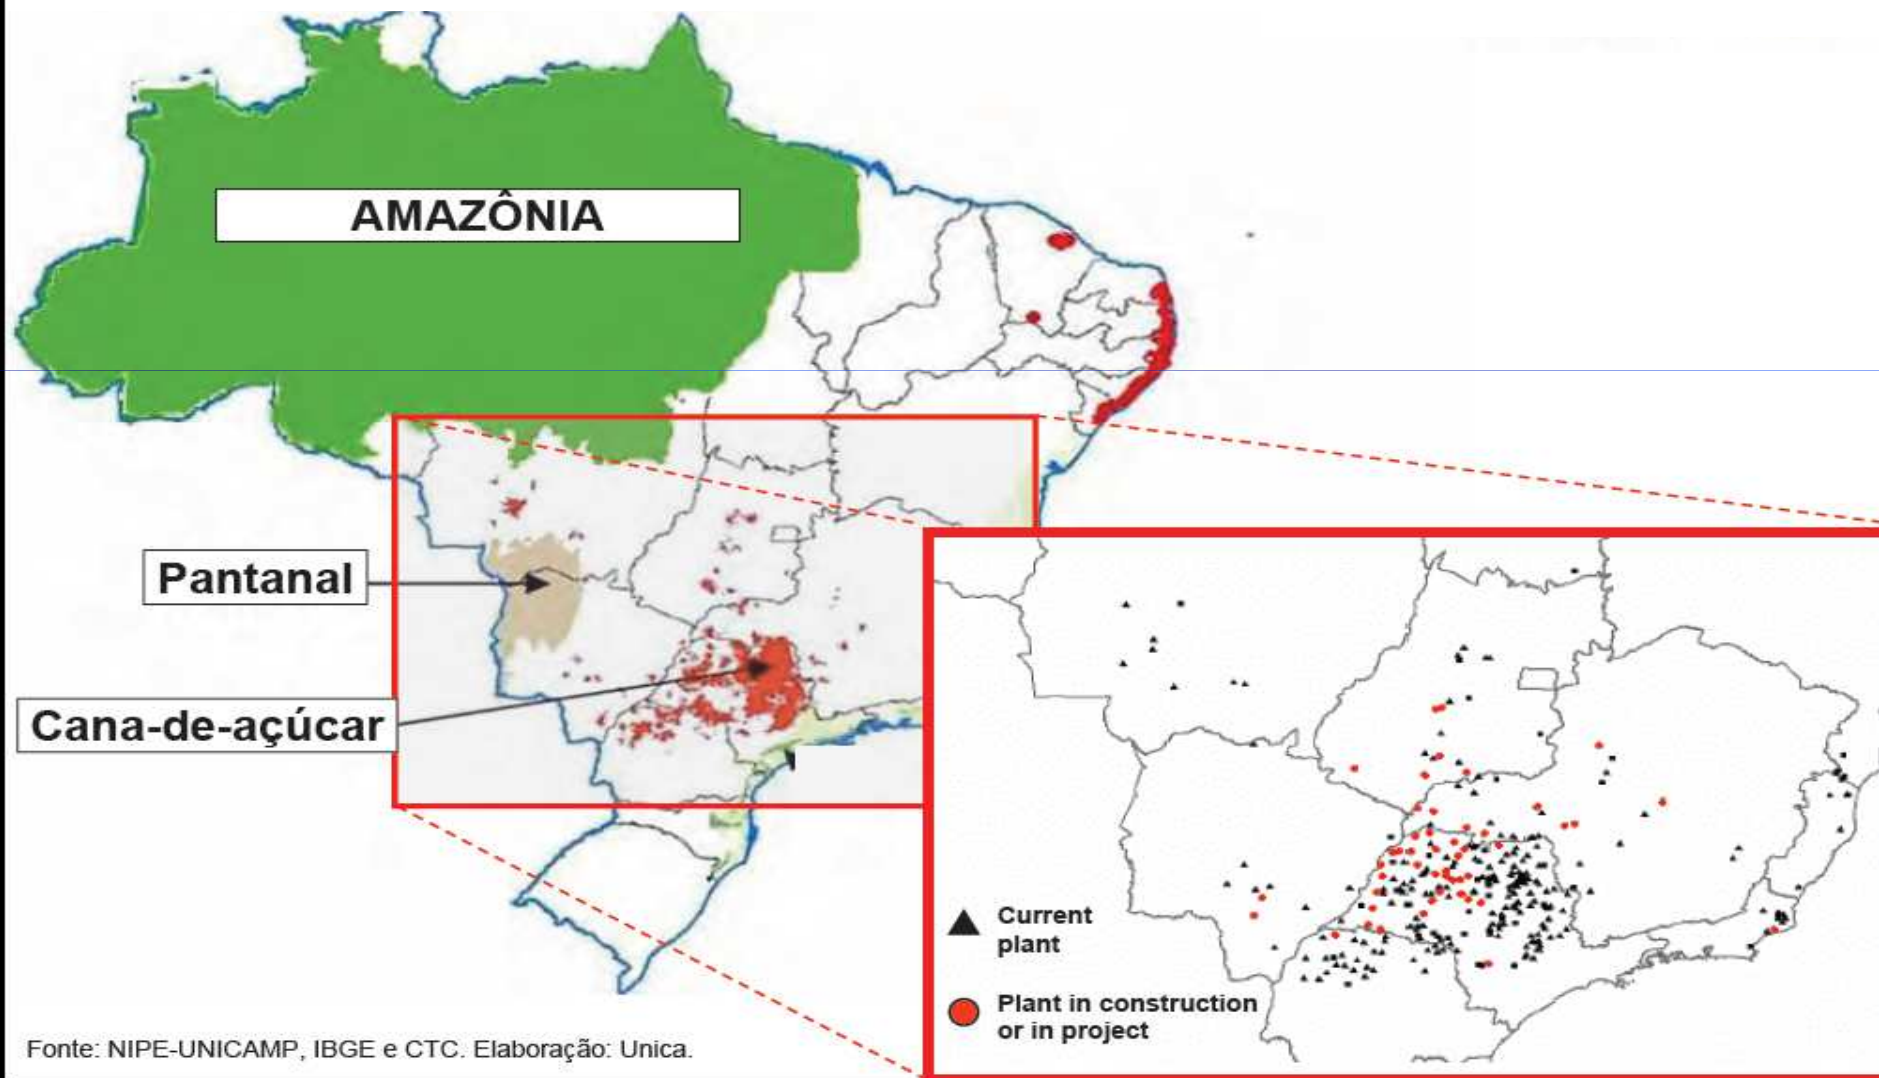 AMAZÔNIA
Pantanal
Cana-de-açúcar
Current
plant
Plant in construction
or in project
Fonte: NIPE-UNICAMP, IBGE e CTC. Elaboração: Unica.